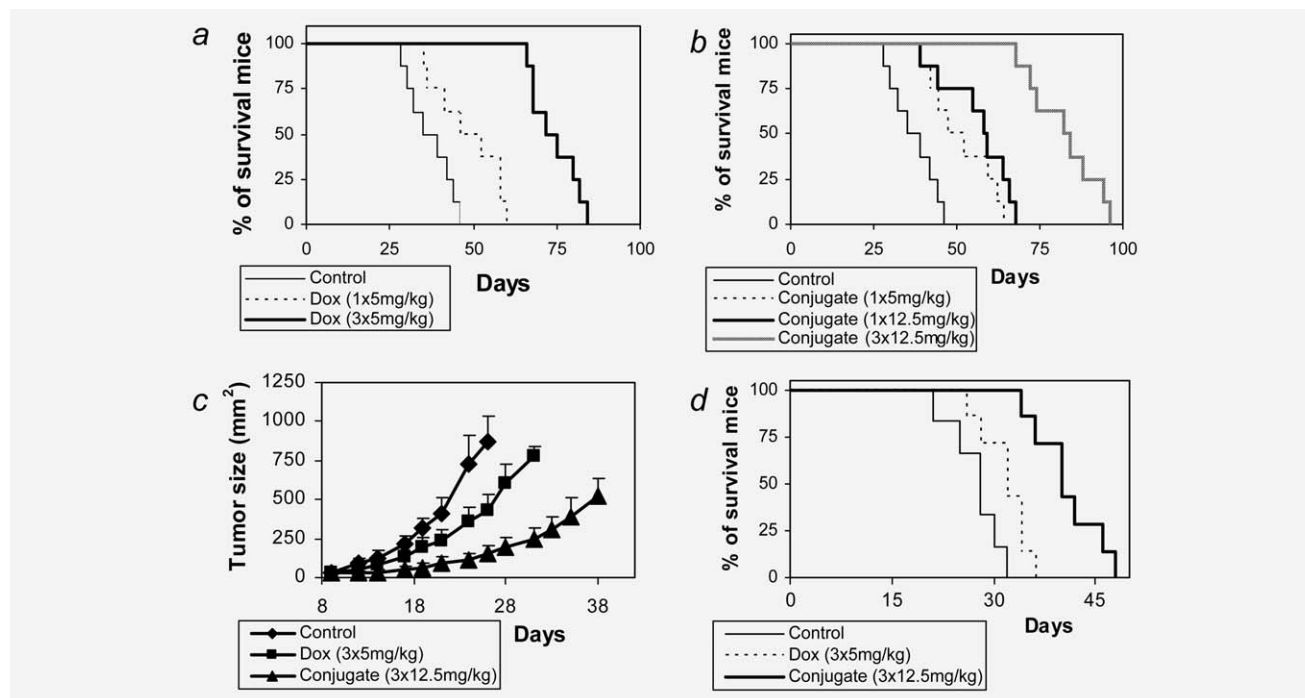 a
% of survival mice
100
75
50
25
0
0 25 50 75 100
Days
Control
Dox (1x5mg/kg)
Dox (3x5mg/kg)
b
% of survival mice
100
75
50
25
0
0 25 50 75 100
Days
Control
Conjugate (1x5mg/kg)
Conjugate (1x12.5mg/kg)
Conjugate (3x12.5mg/kg)
c
Tumor size (mm²)
1250
1000
750
500
250
0
8 18 28 38
Days
Control
Dox (3x5mg/kg)
Conjugate (3x12.5mg/kg)
d
% of survival mice
100
75
50
25
0
0 15 30 45
Days
Control
Dox (3x5mg/kg)
Conjugate (3x12.5mg/kg)